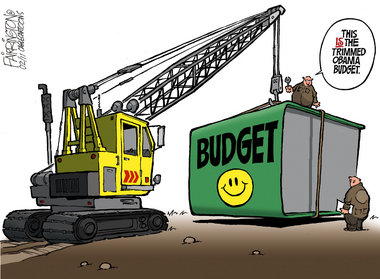 THIS
IS THE
TRIMMED
OBAMA
BUDGET.
BUDGET